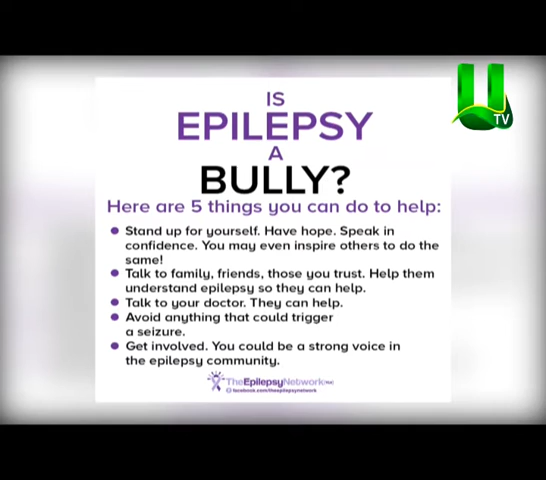 U
TV
IS
EPILEPSY
A
BULLY?
Here are 5 things you can do to help:
Stand up for yourself. Have hope. Speak in
confidence. You may even inspire others to do the
same!
Talk to family, friends, those you trust. Help them
understand epilepsy so they can help.
Talk to your doctor. They can help.
Avoid anything that could trigger
a seizure.
Get involved. You could be a strong voice in
the epilepsy community.
TheEpilepsyNetwork
facebook.com/theepilepsynetwork